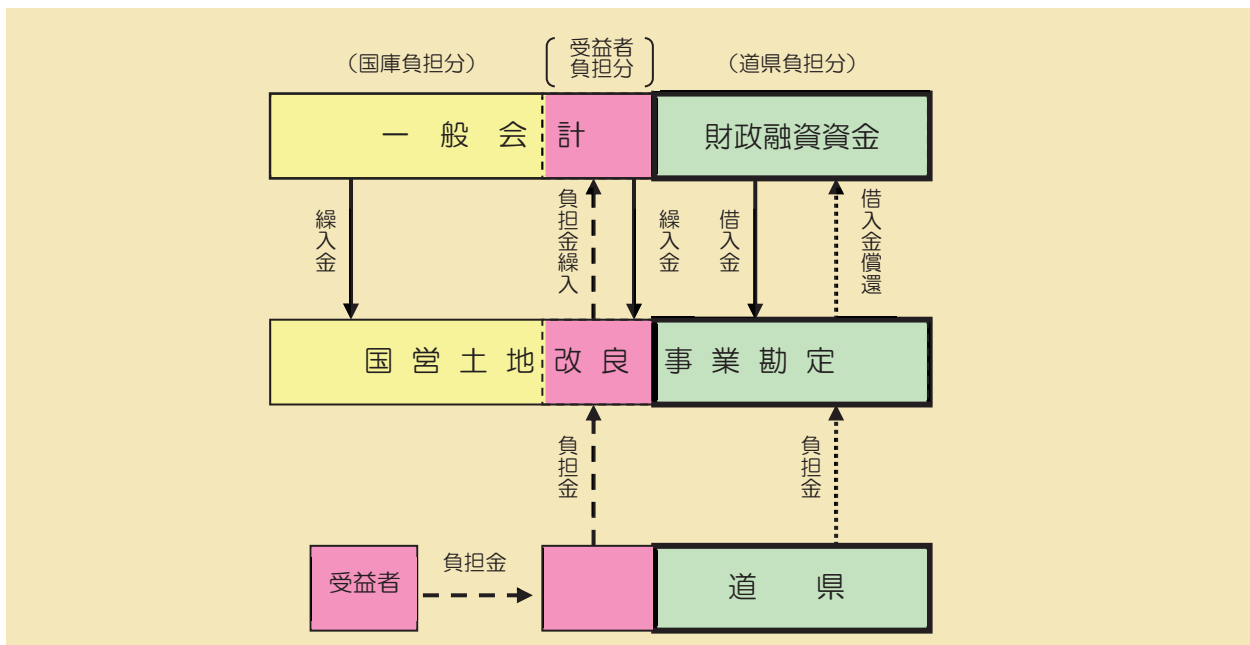 （国庫負担分）
受益者
負担分
（道県負担分）
一般会計
財政融資資金
繰入金
負担金繰入
繰入金
借入金
借入金償還
国営土地改良事業勘定
負担金
負担金
受益者
負担金
道県